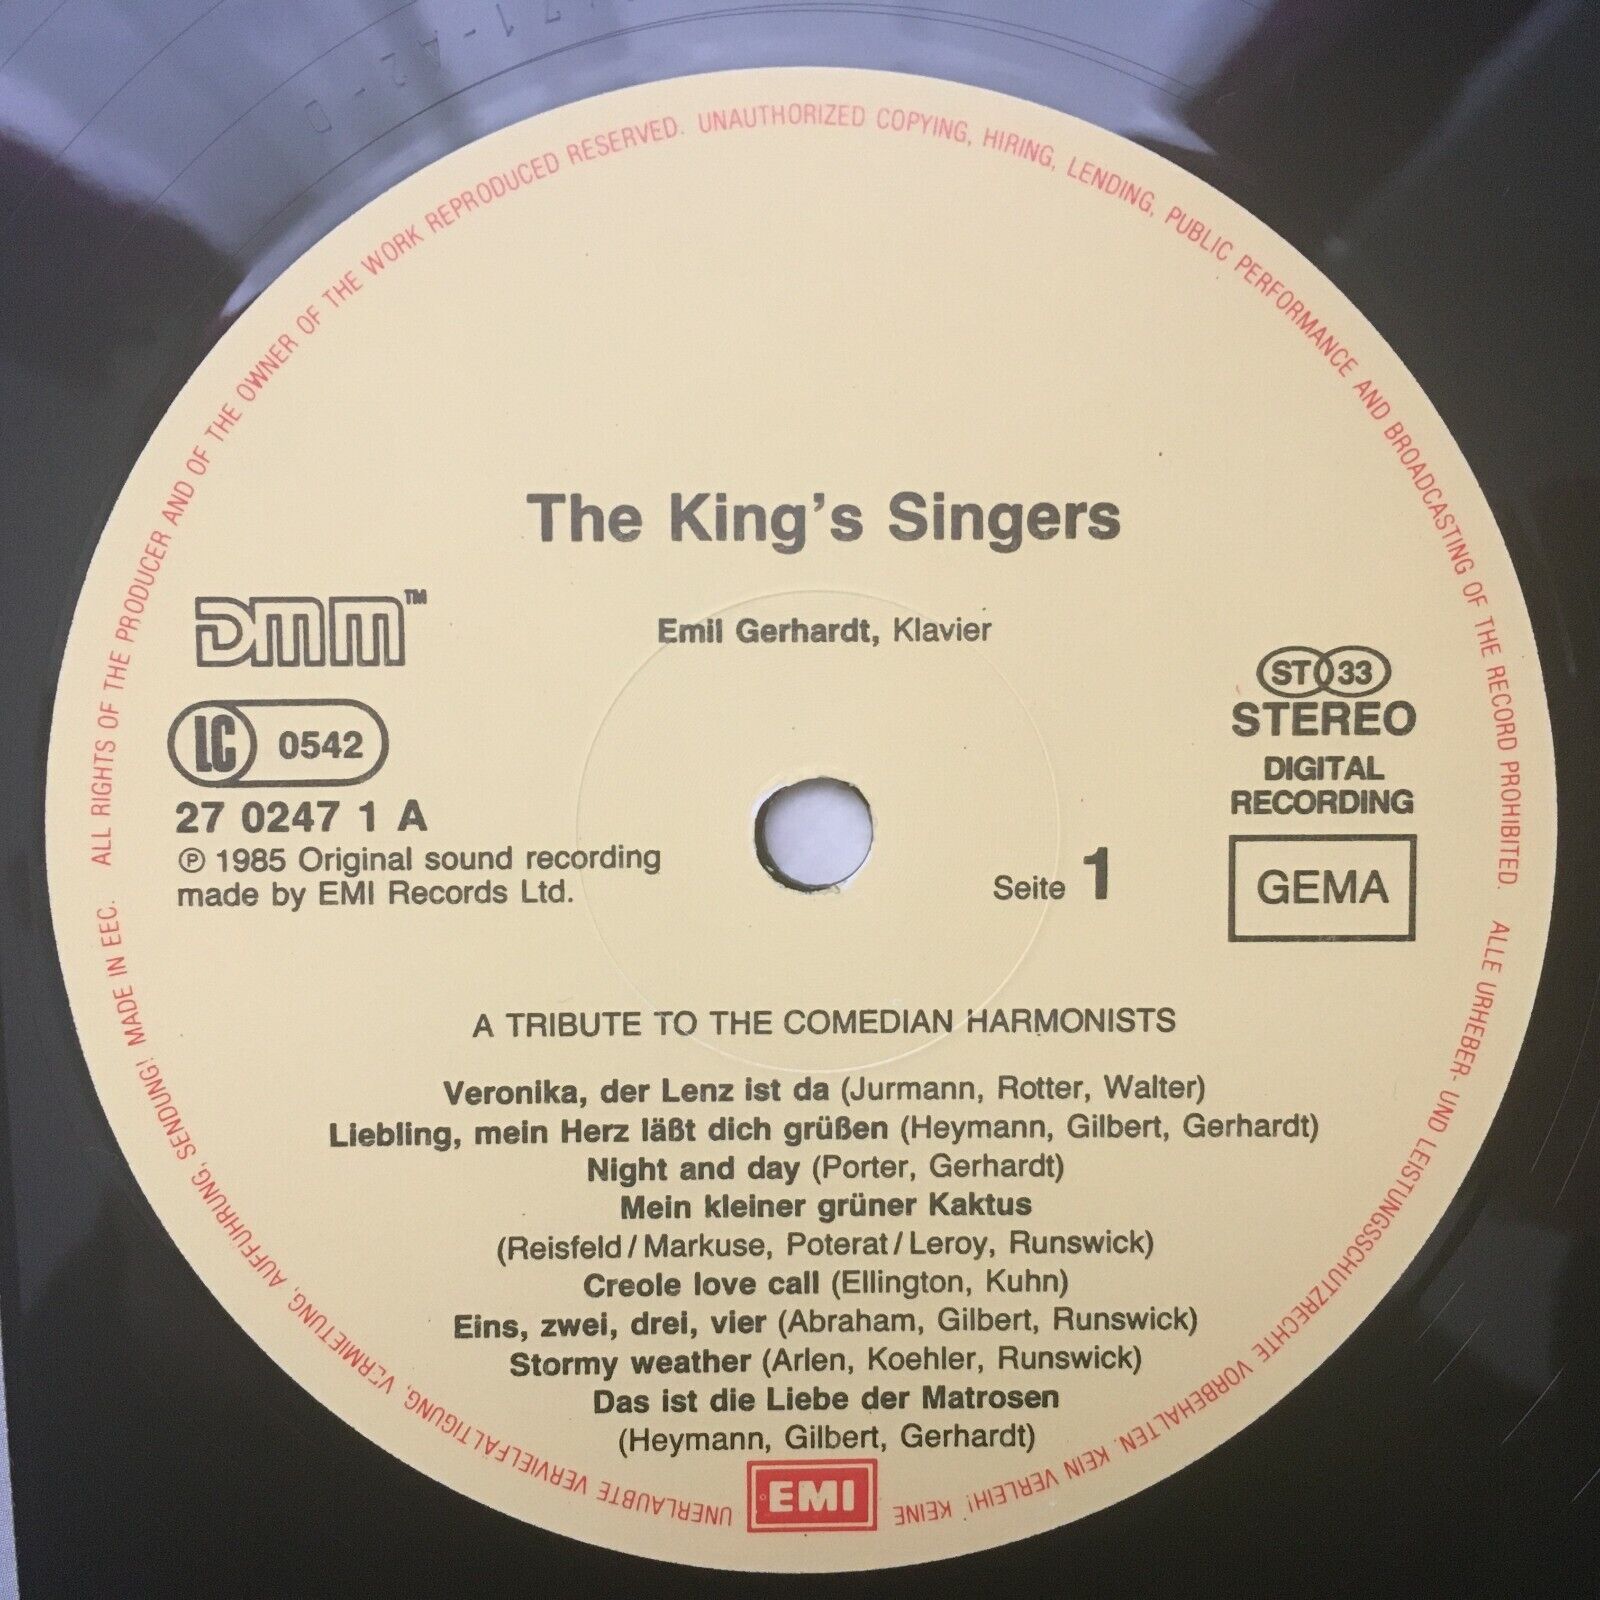 ALL RIGHTS OF THE PRODUCER AND OF THE OWNER OF THE WORK REPRODUCED RESERVED. UNAUTHORIZED COPYING, HIRING, LENDING, PUBLIC PERFORMANCE AND BROADCASTING OF THE RECORD PROHIBITED.
The King's Singers
Emil Gerhardt, Klavier
DMM™
LC 0542
27 0247 1 A
℗ 1985 Original sound recording
made by EMI Records Ltd.
ST 33
STEREO
DIGITAL
RECORDING
GEMA
Seite 1
A TRIBUTE TO THE COMEDIAN HARMONISTS
Veronika, der Lenz ist da (Jurmann, Rotter, Walter)
Liebling, mein Herz läßt dich grüßen (Heymann, Gilbert, Gerhardt)
Night and day (Porter, Gerhardt)
Mein kleiner grüner Kaktus
(Reisfeld/Markuse, Poterat/Leroy, Runswick)
Creole love call (Ellington, Kuhn)
Eins, zwei, drei, vier (Abraham, Gilbert, Runswick)
Stormy weather (Arlen, Koehler, Runswick)
Das ist die Liebe der Matrosen
(Heymann, Gilbert, Gerhardt)
EMI
ALLE URHEBER- UND LEISTUNGSSCHUTZRECHTE VORBEHALTEN. KEIN VERLEIH! KEINE UNERLAUBTE VERVIELFÄLTIGUNG, VERMIETUNG, AUFFÜHRUNG, SENDUNG! MADE IN EEC.